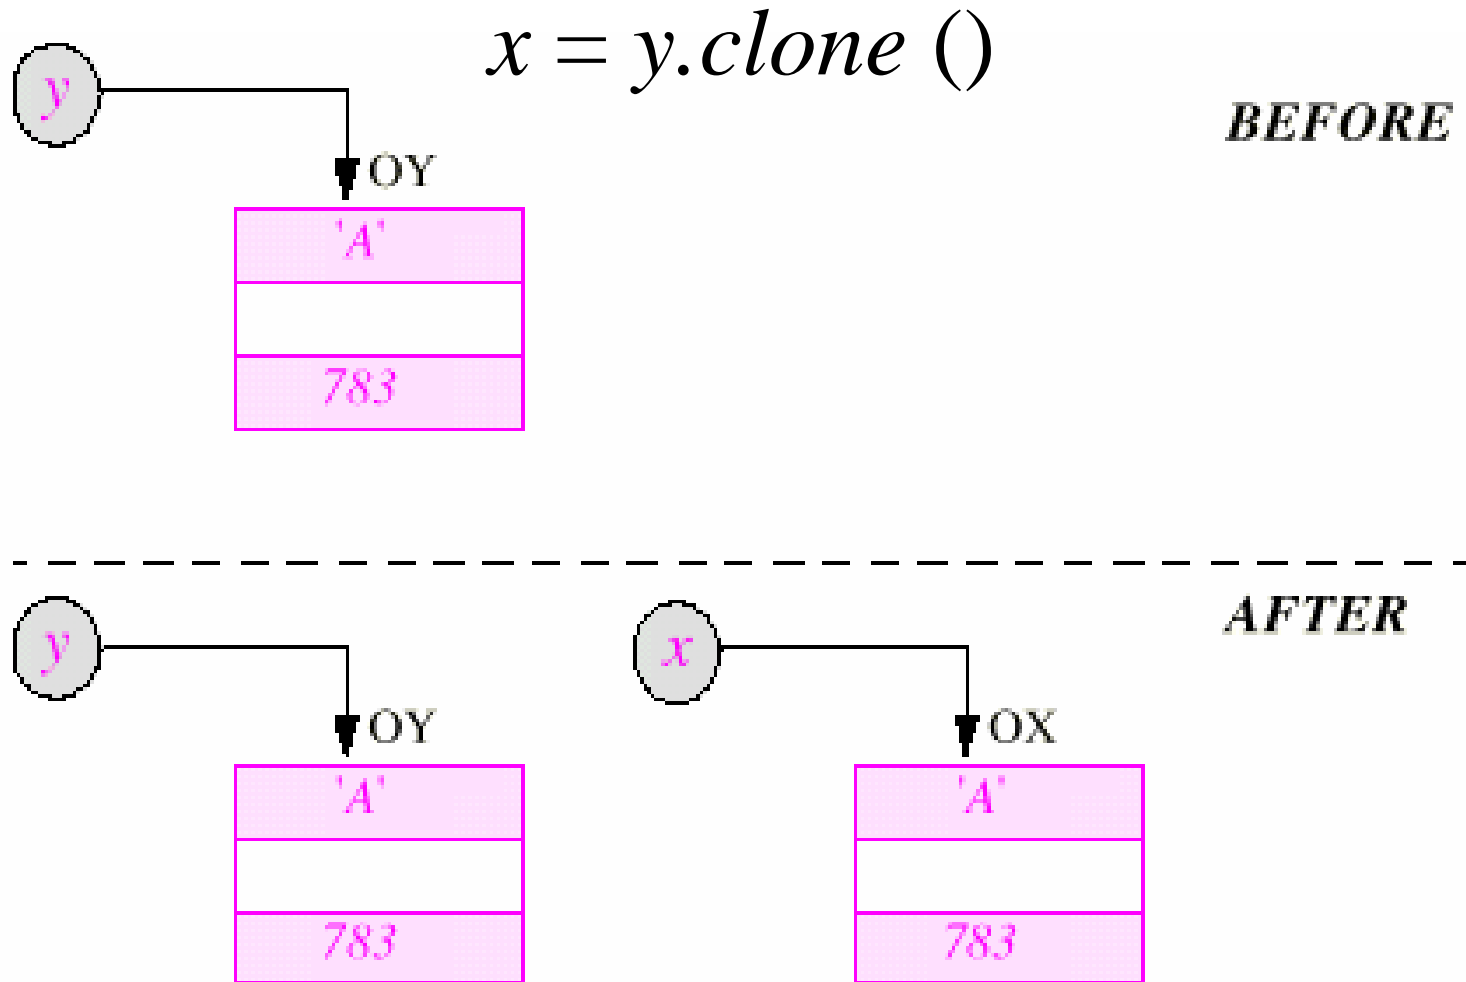 x = y.clone ()
y
BEFORE
OY
'A'
783
AFTER
y
x
OY
OX
'A'
'A'
783
783